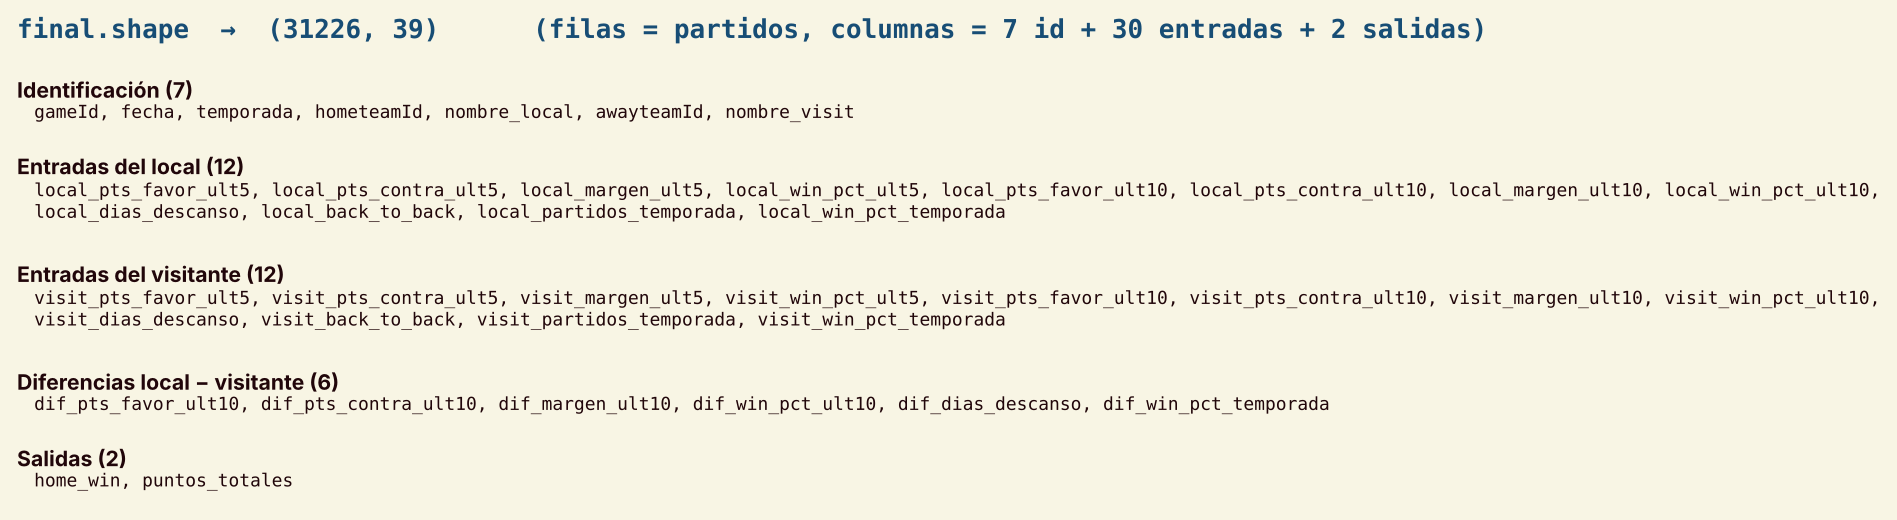 final.shape → (31226, 39) (filas = partidos, columnas = 7 id + 30 entradas + 2 salidas)
Identificación (7)
gameId, fecha, temporada, hometeamId, nombre_local, awayteamId, nombre_visit
Entradas del local (12)
local_pts_favor_ult5, local_pts_contra_ult5, local_margen_ult5, local_win_pct_ult5, local_pts_favor_ult10, local_pts_contra_ult10, local_margen_ult10, local_win_pct_ult10,
local_dias_descanso, local_back_to_back, local_partidos_temporada, local_win_pct_temporada
Entradas del visitante (12)
visit_pts_favor_ult5, visit_pts_contra_ult5, visit_margen_ult5, visit_win_pct_ult5, visit_pts_favor_ult10, visit_pts_contra_ult10, visit_margen_ult10, visit_win_pct_ult10,
visit_dias_descanso, visit_back_to_back, visit_partidos_temporada, visit_win_pct_temporada
Diferencias local − visitante (6)
dif_pts_favor_ult10, dif_pts_contra_ult10, dif_margen_ult10, dif_win_pct_ult10, dif_dias_descanso, dif_win_pct_temporada
Salidas (2)
home_win, puntos_totales